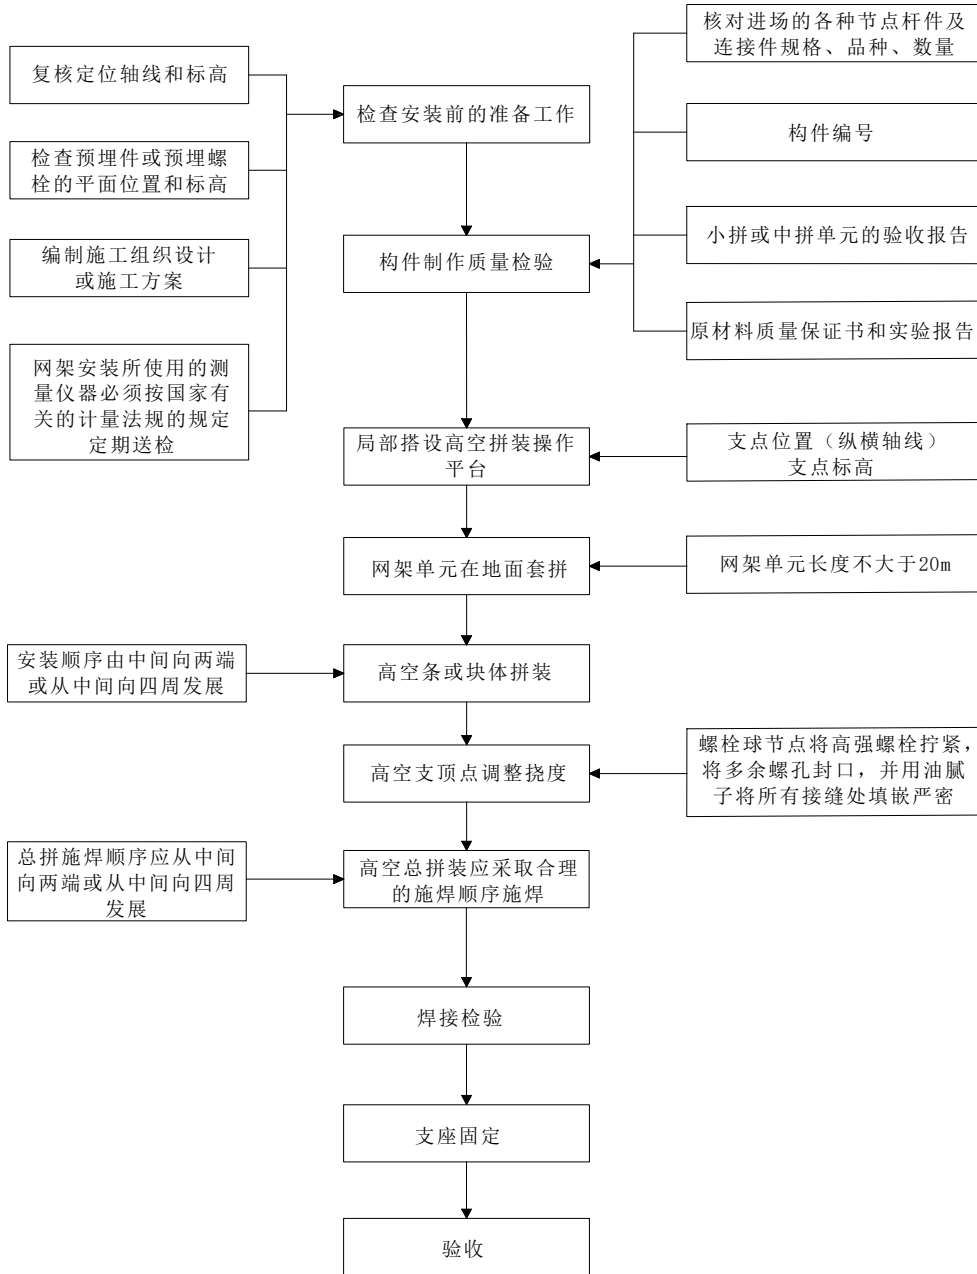 核对进场的各种节点杆件及
连接件规格、品种、数量
复核定位轴线和标高
检查安装前的准备工作
构件编号
检查预埋件或预埋螺
栓的平面位置和标高
小拼或中拼单元的验收报告
编制施工组织设计
或施工方案
构件制作质量检验
原材料质量保证书和实验报告
网架安装所使用的测
量仪器必须按国家有
关的计量法规的规定
定期送检
局部搭设高空拼装操作
平台
支点位置（纵横轴线）
支点标高
网架单元在地面套拼
网架单元长度不大于20m
安装顺序由中间向两端
或从中间向四周发展
高空条或块体拼装
高空支顶点调整挠度
螺栓球节点将高强螺栓拧紧，
将多余螺孔封口，并用油腻
子将所有接缝处填嵌严密
总拼施焊顺序应从中间
向两端或从中间向四周
发展
高空总拼装应采取合理
的施焊顺序施焊
焊接检验
支座固定
验收